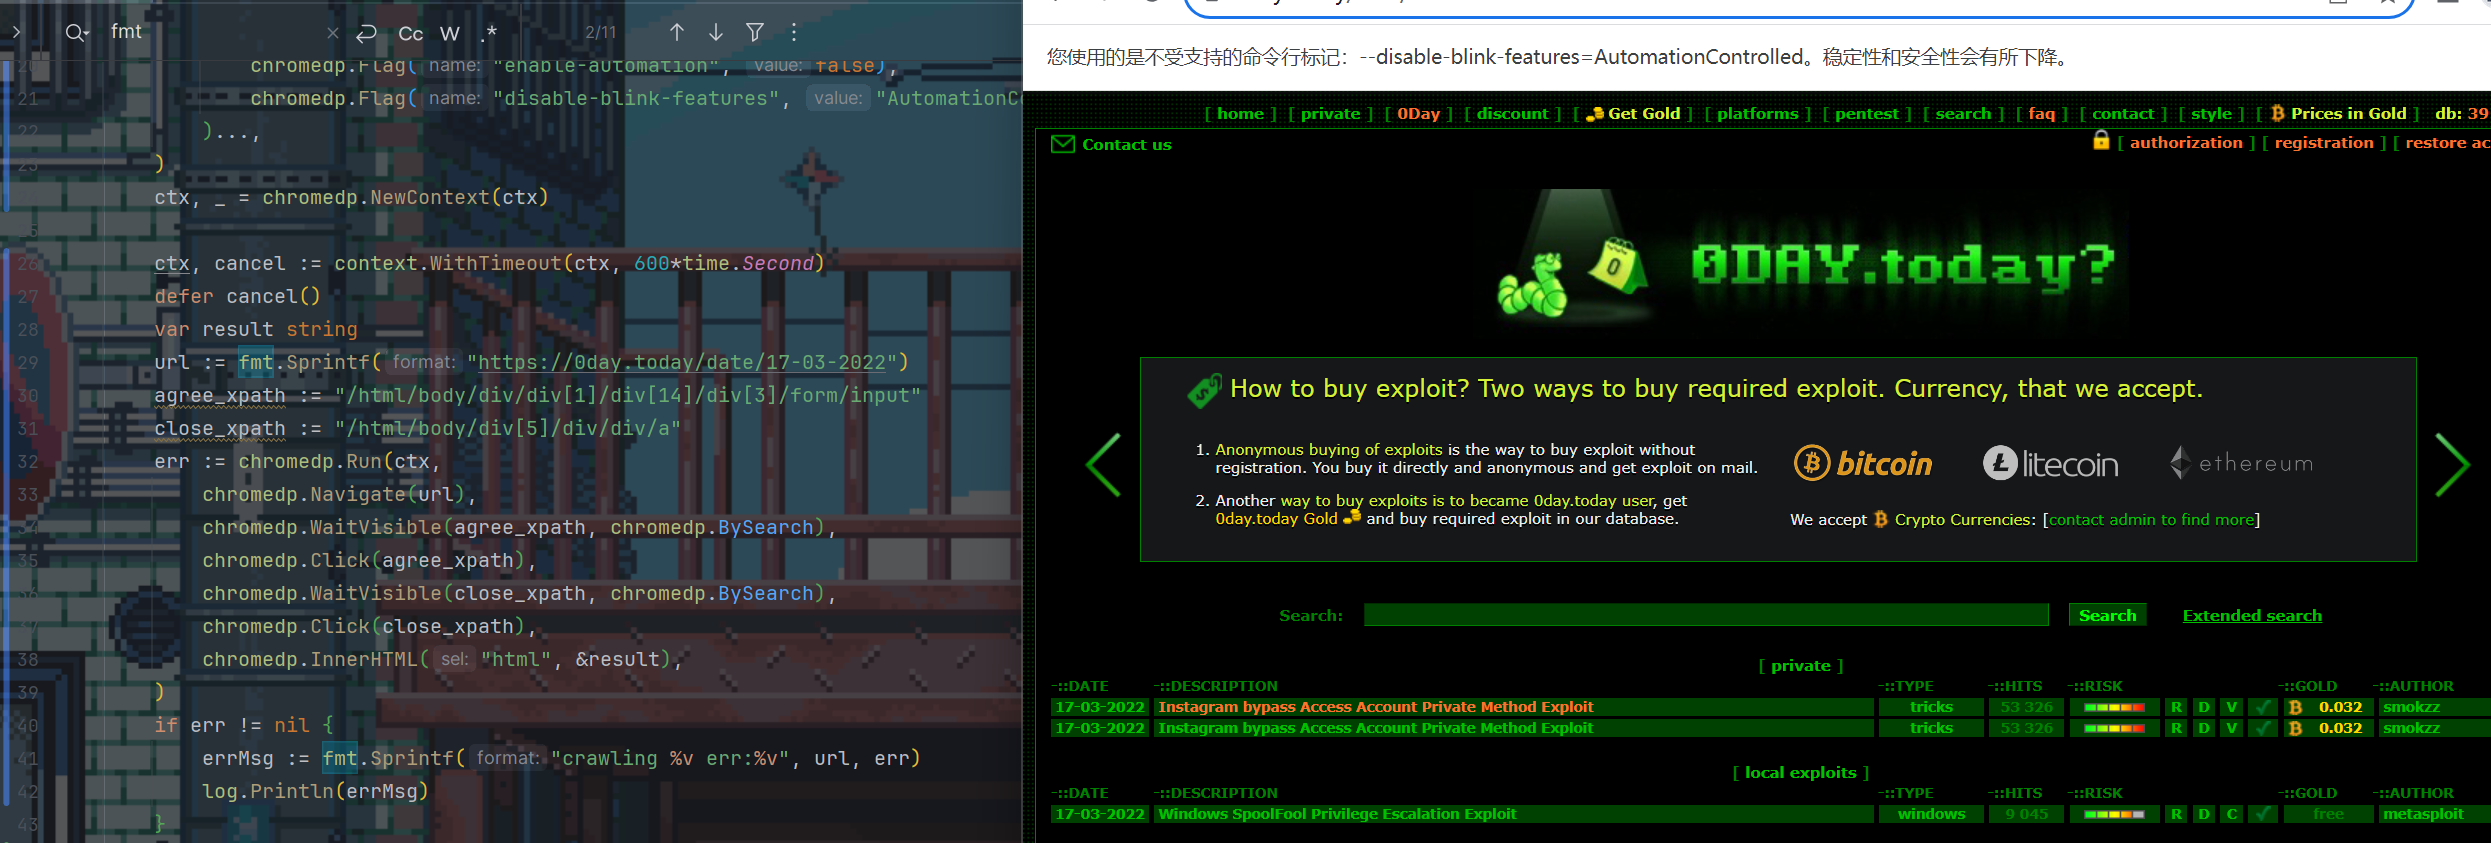 fmt
Cc W .* 2/11
20 chromedp.Flag( name: "enable-automation", value: false),
21 chromedp.Flag( name: "disable-blink-features", value: "AutomationCo
22 )...,
23 )
ctx, _ = chromedp.NewContext(ctx)
25
26 ctx, cancel := context.WithTimeout(ctx, 600*time.Second)
27 defer cancel()
28 var result string
29 url := fmt.Sprintf( format: "https://0day.today/date/17-03-2022")
30 agree_xpath := "/html/body/div/div[1]/div[14]/div[3]/form/input"
31 close_xpath := "/html/body/div[5]/div/div/a"
32 err := chromedp.Run(ctx,
33 chromedp.Navigate(url),
34 chromedp.WaitVisible(agree_xpath, chromedp.BySearch),
35 chromedp.Click(agree_xpath),
36 chromedp.WaitVisible(close_xpath, chromedp.BySearch),
37 chromedp.Click(close_xpath),
38 chromedp.InnerHTML( sel: "html", &result),
39 )
40 if err != nil {
41 errMsg := fmt.Sprintf( format: "crawling %v err:%v", url, err)
42 log.Println(errMsg)
43 }
您使用的是不受支持的命令行标记：--disable-blink-features=AutomationControlled。稳定性和安全性会有所下降。
[ home ] [ private ] [ 0Day ] [ discount ] [ Get Gold ] [ platforms ] [ pentest ] [ search ] [ faq ] [ contact ] [ style ] [ Prices in Gold ] db: 39
Contact us
[ authorization ] [ registration ] [ restore ac
0DAY.today?
How to buy exploit? Two ways to buy required exploit. Currency, that we accept.
1. Anonymous buying of exploits is the way to buy exploit without
registration. You buy it directly and anonymous and get exploit on mail.
2. Another way to buy exploits is to became 0day.today user, get
0day.today Gold and buy required exploit in our database.
bitcoin litecoin ethereum
We accept Crypto Currencies: [contact admin to find more]
Search: Search Extended search
[ private ]
-::DATE -::DESCRIPTION -::TYPE -::HITS -::RISK -::GOLD -::AUTHOR
17-03-2022 Instagram bypass Access Account Private Method Exploit tricks 53 326 R D V 0.032 smokzz
17-03-2022 Instagram bypass Access Account Private Method Exploit tricks 53 326 R D V 0.032 smokzz
[ local exploits ]
-::DATE -::DESCRIPTION -::TYPE -::HITS -::RISK -::GOLD -::AUTHOR
17-03-2022 Windows SpoolFool Privilege Escalation Exploit windows 9 045 R D C free metasploit